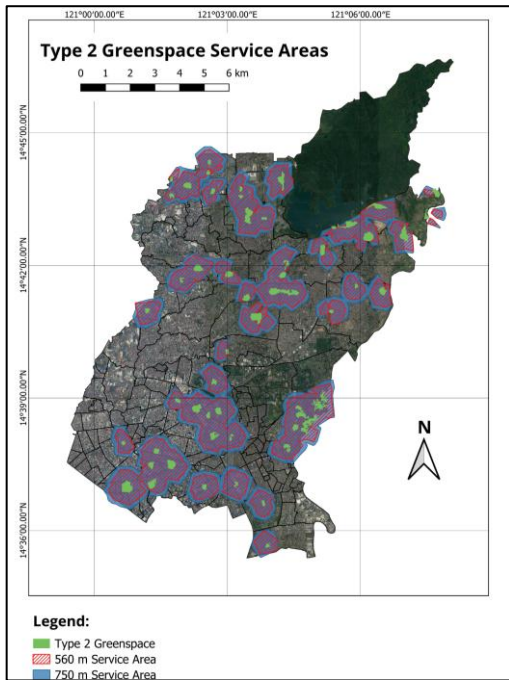 121°00'00.00"E 121°03'00.00"E 121°06'00.00"E
Type 2 Greenspace Service Areas
0 1 2 3 4 5 6 km
14°45'00.00"N
14°42'00.00"N
14°39'00.00"N
14°36'00.00"N
N
Legend:
Type 2 Greenspace
560 m Service Area
750 m Service Area